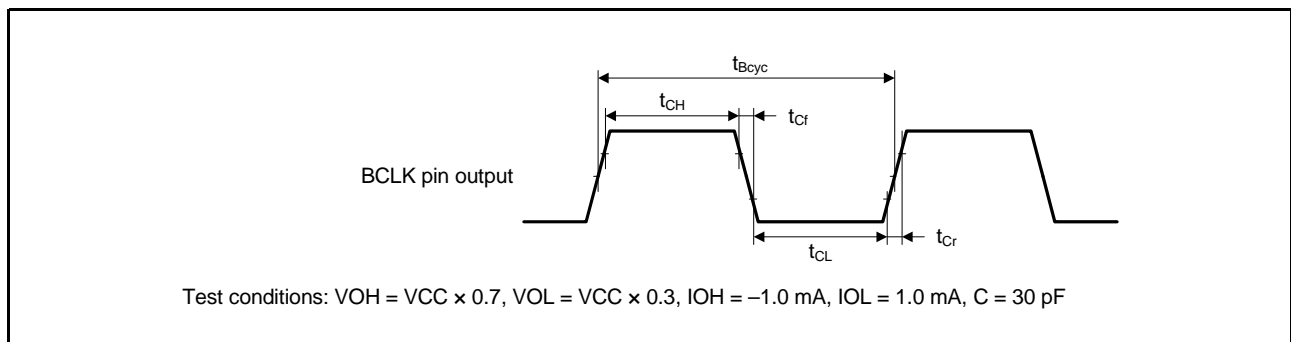 tBcyc
tCH
tCf
BCLK pin output
tCL
tCr
Test conditions: VOH = VCC × 0.7, VOL = VCC × 0.3, IOH = –1.0 mA, IOL = 1.0 mA, C = 30 pF